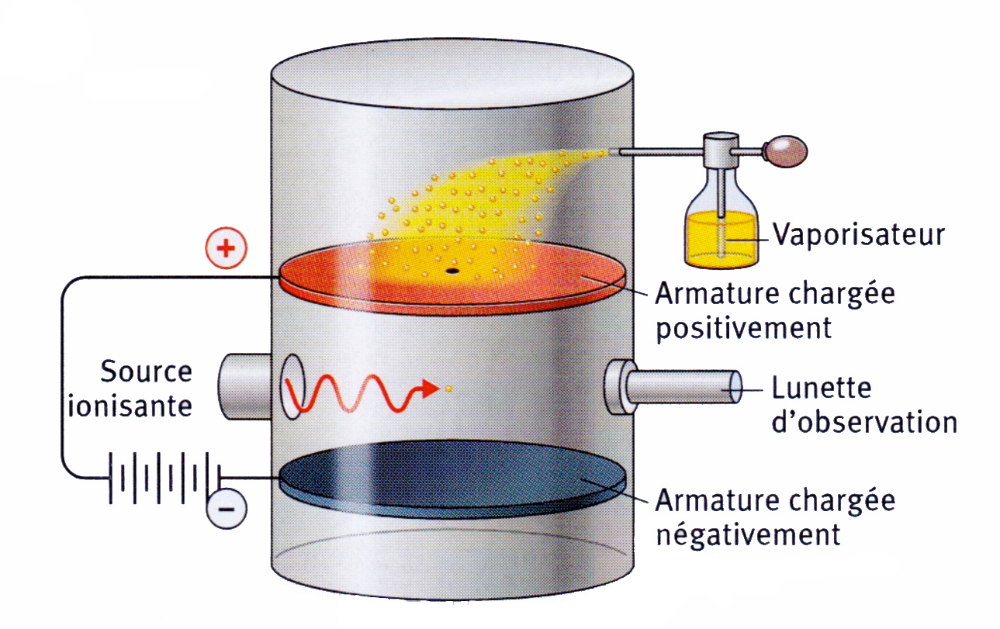 Vaporisateur
Armature chargée
positivement
Source
ionisante
Lunette
d'observation
Armature chargée
négativement
+
−